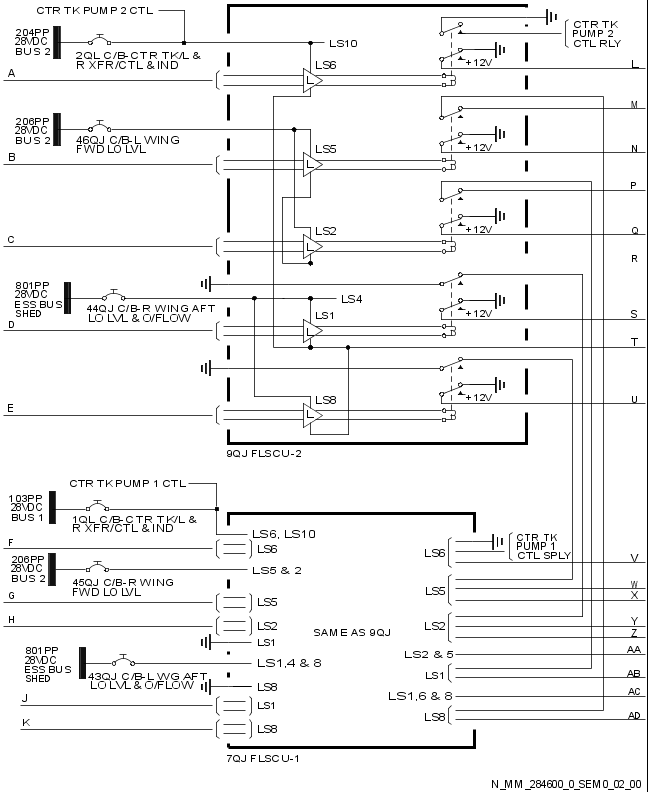 CTR TK PUMP 2 CTL
204PP
28VDC
BUS 2
2QL C/B-CTR TK/L &
R XFR/CTL & IND
LS10
LS6
A
L
+12V
CTR TK
PUMP 2
CTL RLY
L
M
206PP
28VDC
BUS 2
46QJ C/B-L WING
FWD LO LVL
LS5
B
L
+12V
N
P
LS2
C
L
+12V
Q
R
801PP
28VDC
ESS BUS
SHED
44QJ C/B-R WING AFT
LO LVL & O/FLOW
LS4
LS1
D
L
+12V
S
T
LS8
E
L
+12V
U
9QJ FLSCU-2
CTR TK PUMP 1 CTL
103PP
28VDC
BUS 1
1QL C/B-CTR TK/L &
R XFR/CTL & IND
LS6, LS10
F
LS6
206PP
28VDC
BUS 2
45QJ C/B-R WING
FWD LO LVL
LS5 & 2
G
LS5
H
LS2
LS1
801PP
28VDC
ESS BUS
SHED
43QJ C/B-L WG AFT
LO LVL & O/FLOW
LS1,4 & 8
LS8
J
LS1
K
LS8
SAME AS 9QJ
LS6
CTR TK
PUMP 1
CTL SPLY
V
LS5
W
X
LS2
Y
Z
LS2 & 5
AA
LS1
AB
LS1,6 & 8
AC
LS8
AD
7QJ FLSCU-1
N_MM_284600_0_SEM0_02_00